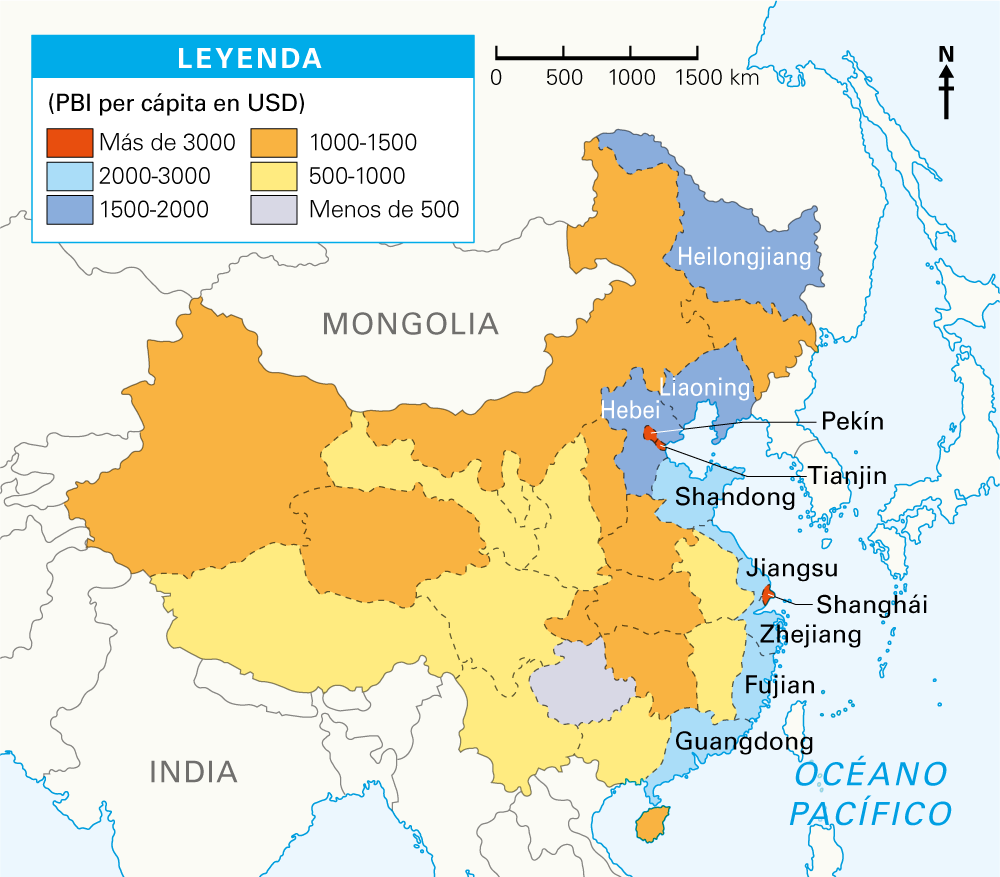 LEYENDA
(PBI per cápita en USD)
Más de 3000
1000-1500
2000-3000
500-1000
1500-2000
Menos de 500
0 500 1000 1500 km
N
Heilongjiang
MONGOLIA
Liaoning
Hebei
Pekín
Tianjin
Shandong
Jiangsu
Shanghái
Zhejiang
Fujian
Guangdong
INDIA
OCÉANO
PACÍFICO